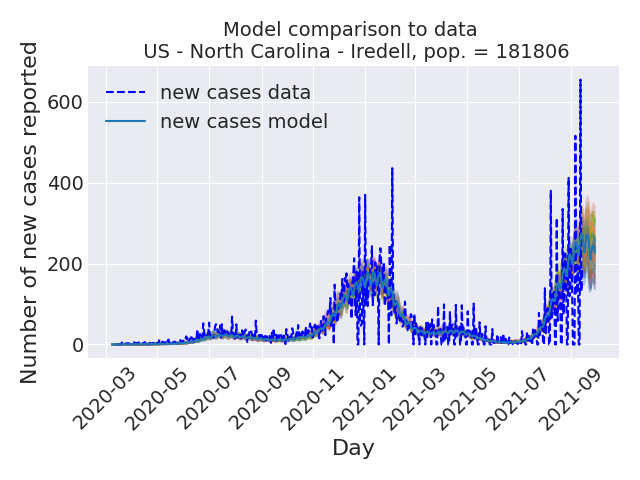 Model comparison to data
US - North Carolina - Iredell, pop. = 181806
Number of new cases reported
600
400
200
0
new cases data
new cases model
2020-03
2020-05
2020-07
2020-09
2020-11
2021-01
2021-03
2021-05
2021-07
2021-09
Day